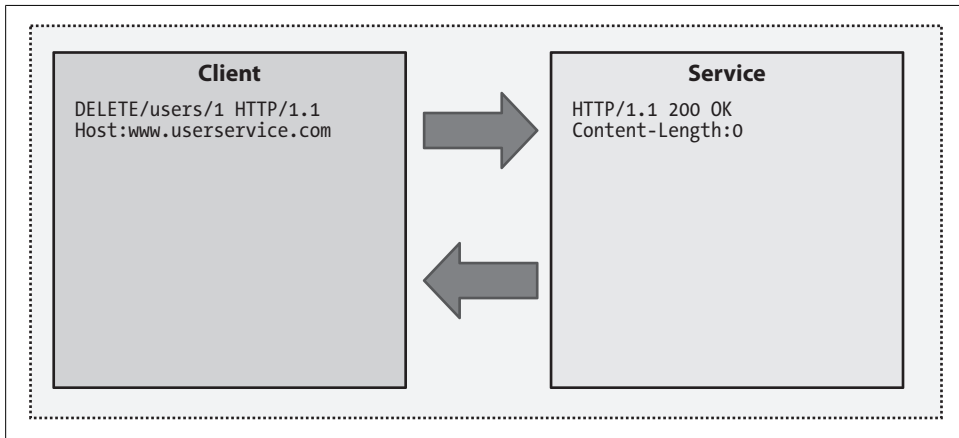 Client
DELETE/users/1 HTTP/1.1
Host:www.userservice.com
Service
HTTP/1.1 200 OK
Content-Length:0